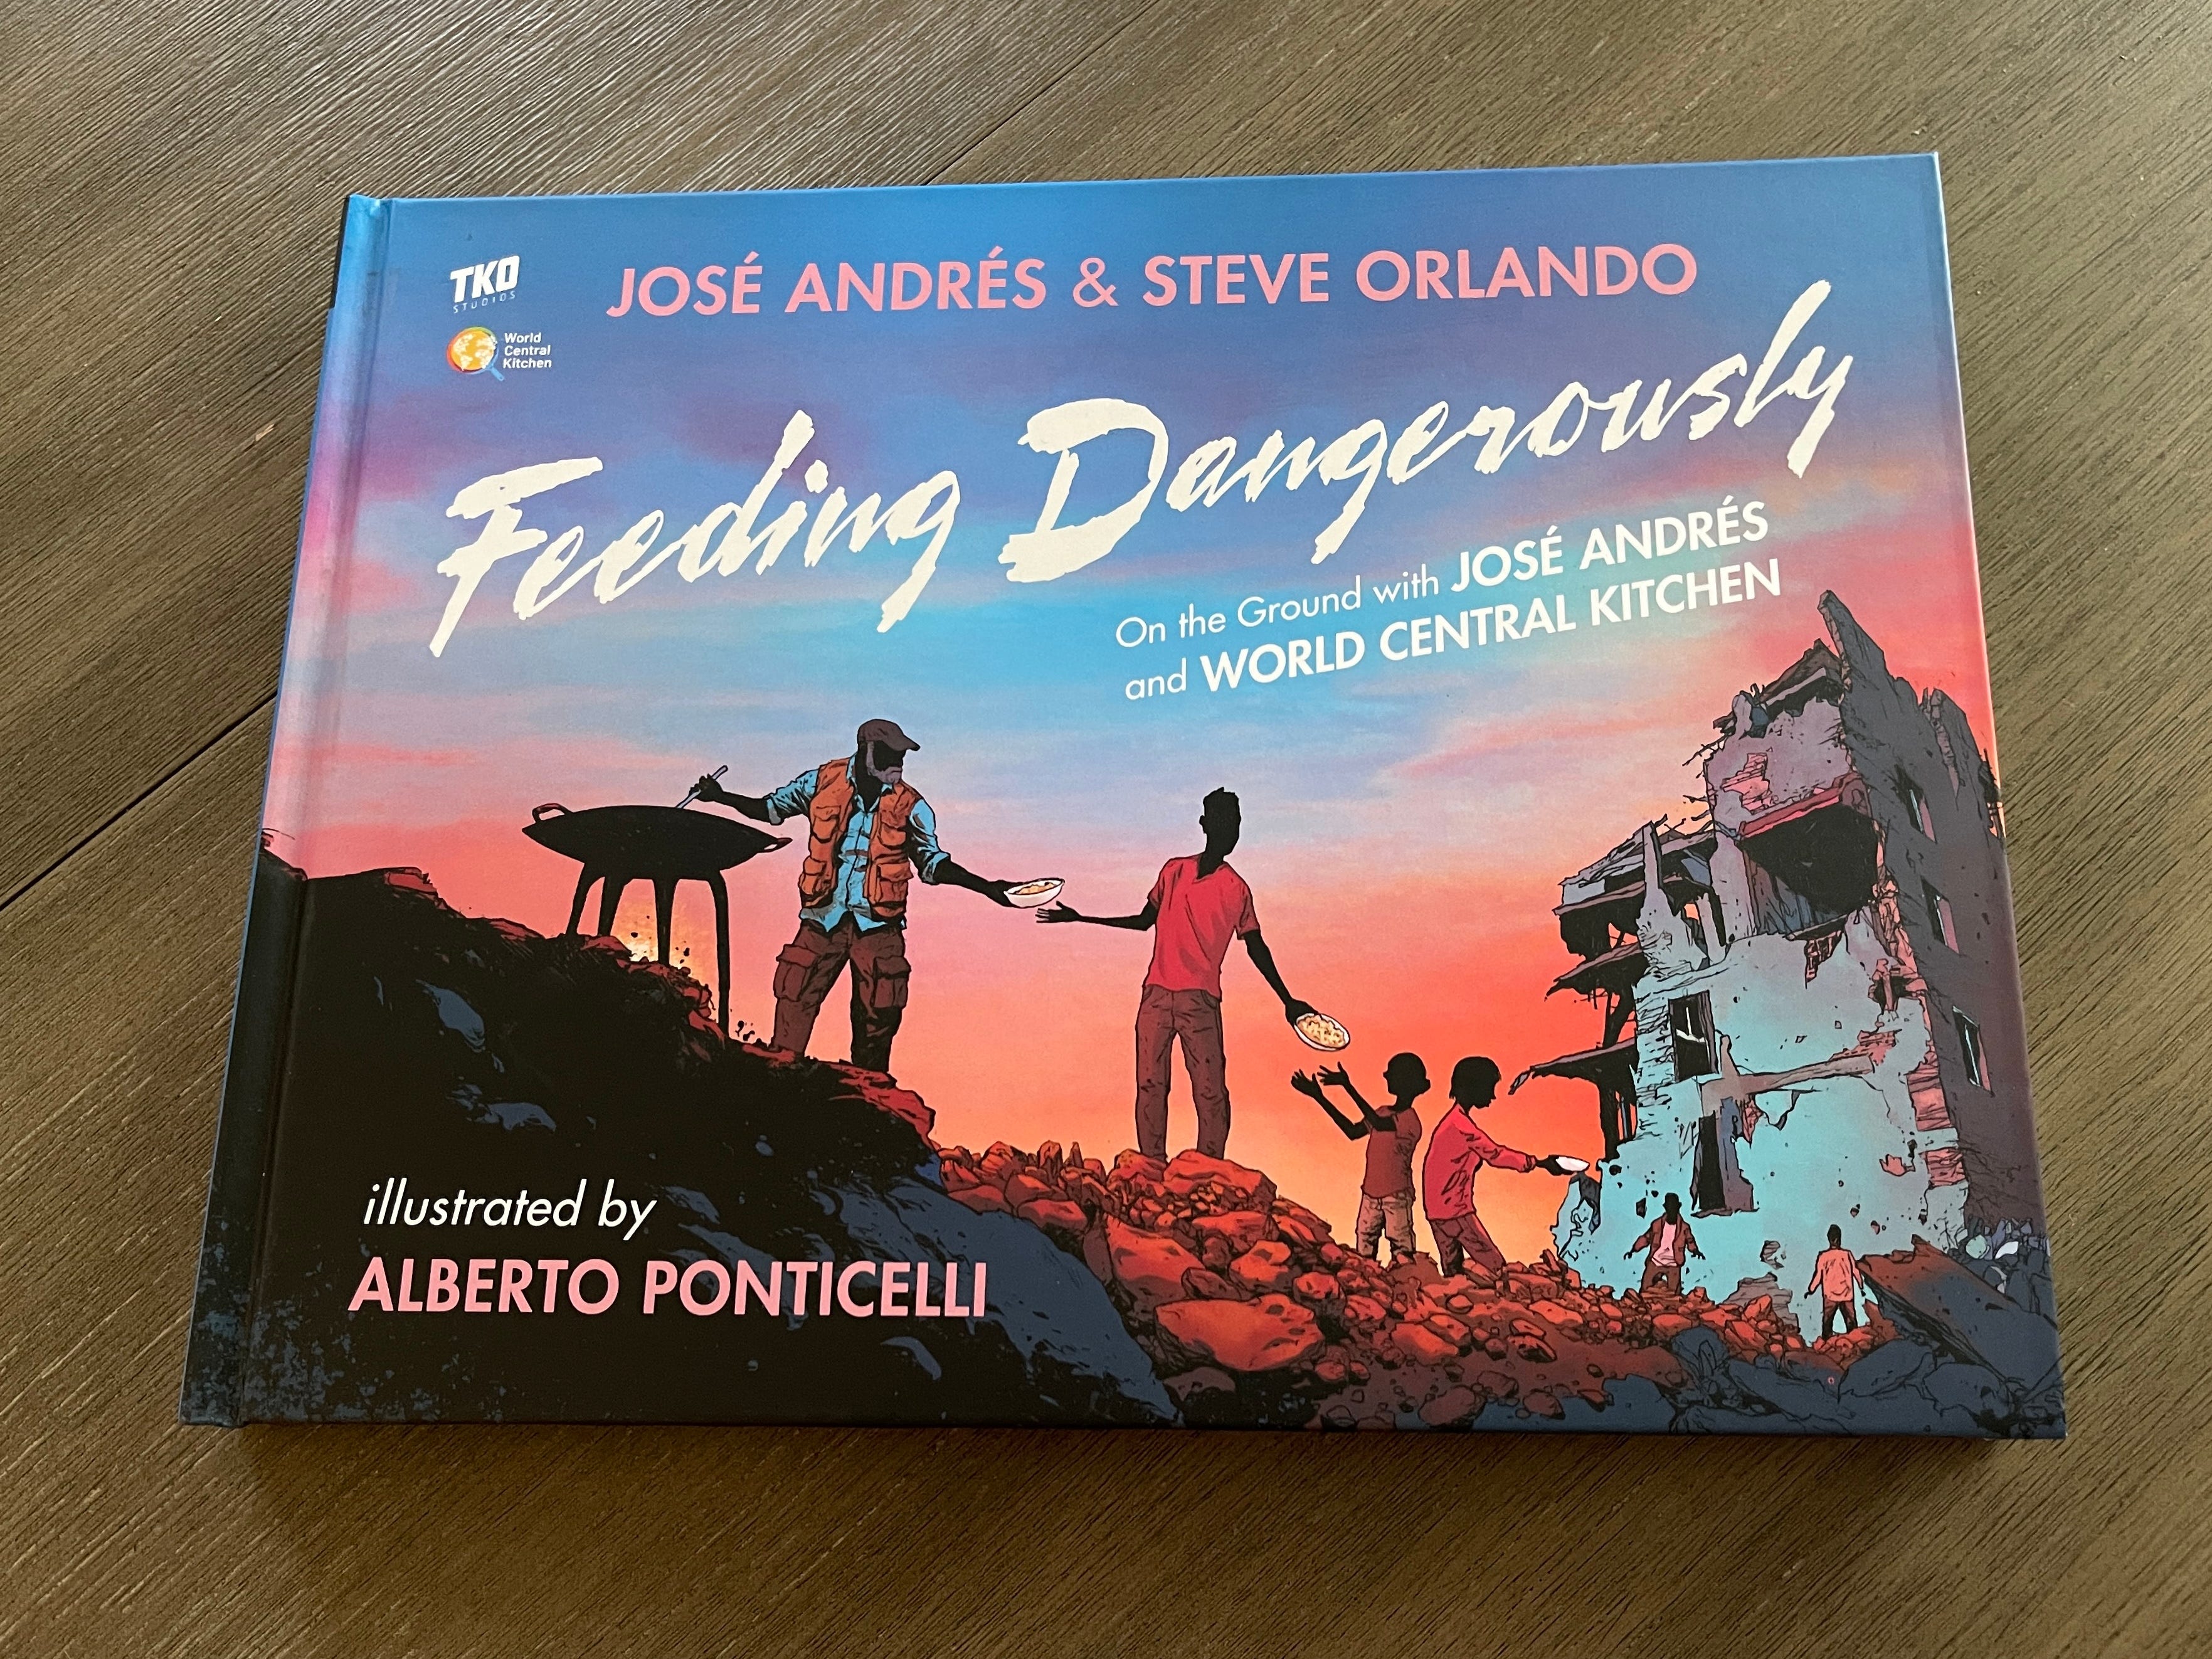 TKO
STUDIOS
World
Central
Kitchen
JOSÉ ANDRÉS & STEVE ORLANDO
Feeding Dangerously
On the Ground with JOSÉ ANDRÉS
and WORLD CENTRAL KITCHEN
illustrated by
ALBERTO PONTICELLI